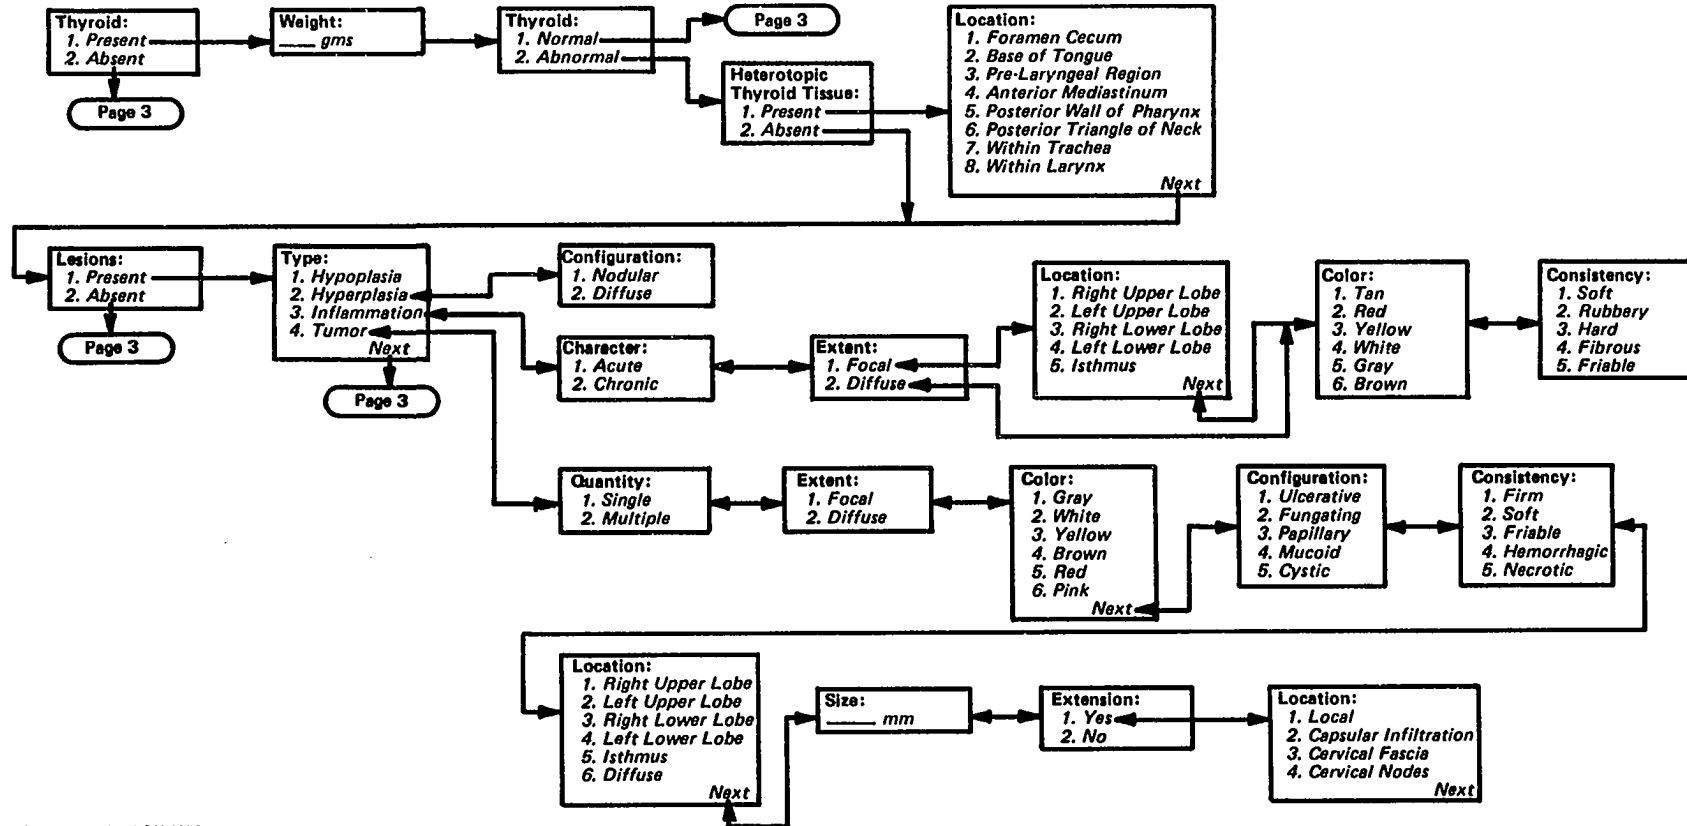 Thyroid:
1. Present
2. Absent
Page 3
Weight:
____ gms
Thyroid:
1. Normal
2. Abnormal
Page 3
Heterotopic
Thyroid Tissue:
1. Present
2. Absent
Location:
1. Foramen Cecum
2. Base of Tongue
3. Pre-Laryngeal Region
4. Anterior Mediastinum
5. Posterior Wall of Pharynx
6. Posterior Triangle of Neck
7. Within Trachea
8. Within Larynx
Next
Lesions:
1. Present
2. Absent
Page 3
Type:
1. Hypoplasia
2. Hyperplasia
3. Inflammation
4. Tumor
Next
Page 3
Configuration:
1. Nodular
2. Diffuse
Character:
1. Acute
2. Chronic
Extent:
1. Focal
2. Diffuse
Location:
1. Right Upper Lobe
2. Left Upper Lobe
3. Right Lower Lobe
4. Left Lower Lobe
5. Isthmus
Next
Color:
1. Tan
2. Red
3. Yellow
4. White
5. Gray
6. Brown
Consistency:
1. Soft
2. Rubbery
3. Hard
4. Fibrous
5. Friable
Quantity:
1. Single
2. Multiple
Extent:
1. Focal
2. Diffuse
Color:
1. Gray
2. White
3. Yellow
4. Brown
5. Red
6. Pink
Next
Configuration:
1. Ulcerative
2. Fungating
3. Papillary
4. Mucoid
5. Cystic
Consistency:
1. Firm
2. Soft
3. Friable
4. Hemorrhagic
5. Necrotic
Location:
1. Right Upper Lobe
2. Left Upper Lobe
3. Right Lower Lobe
4. Left Lower Lobe
5. Isthmus
6. Diffuse
Next
Size:
_____ mm
Extension:
1. Yes
2. No
Location:
1. Local
2. Capsular Infiltration
3. Cervical Fascia
4. Cervical Nodes
Next